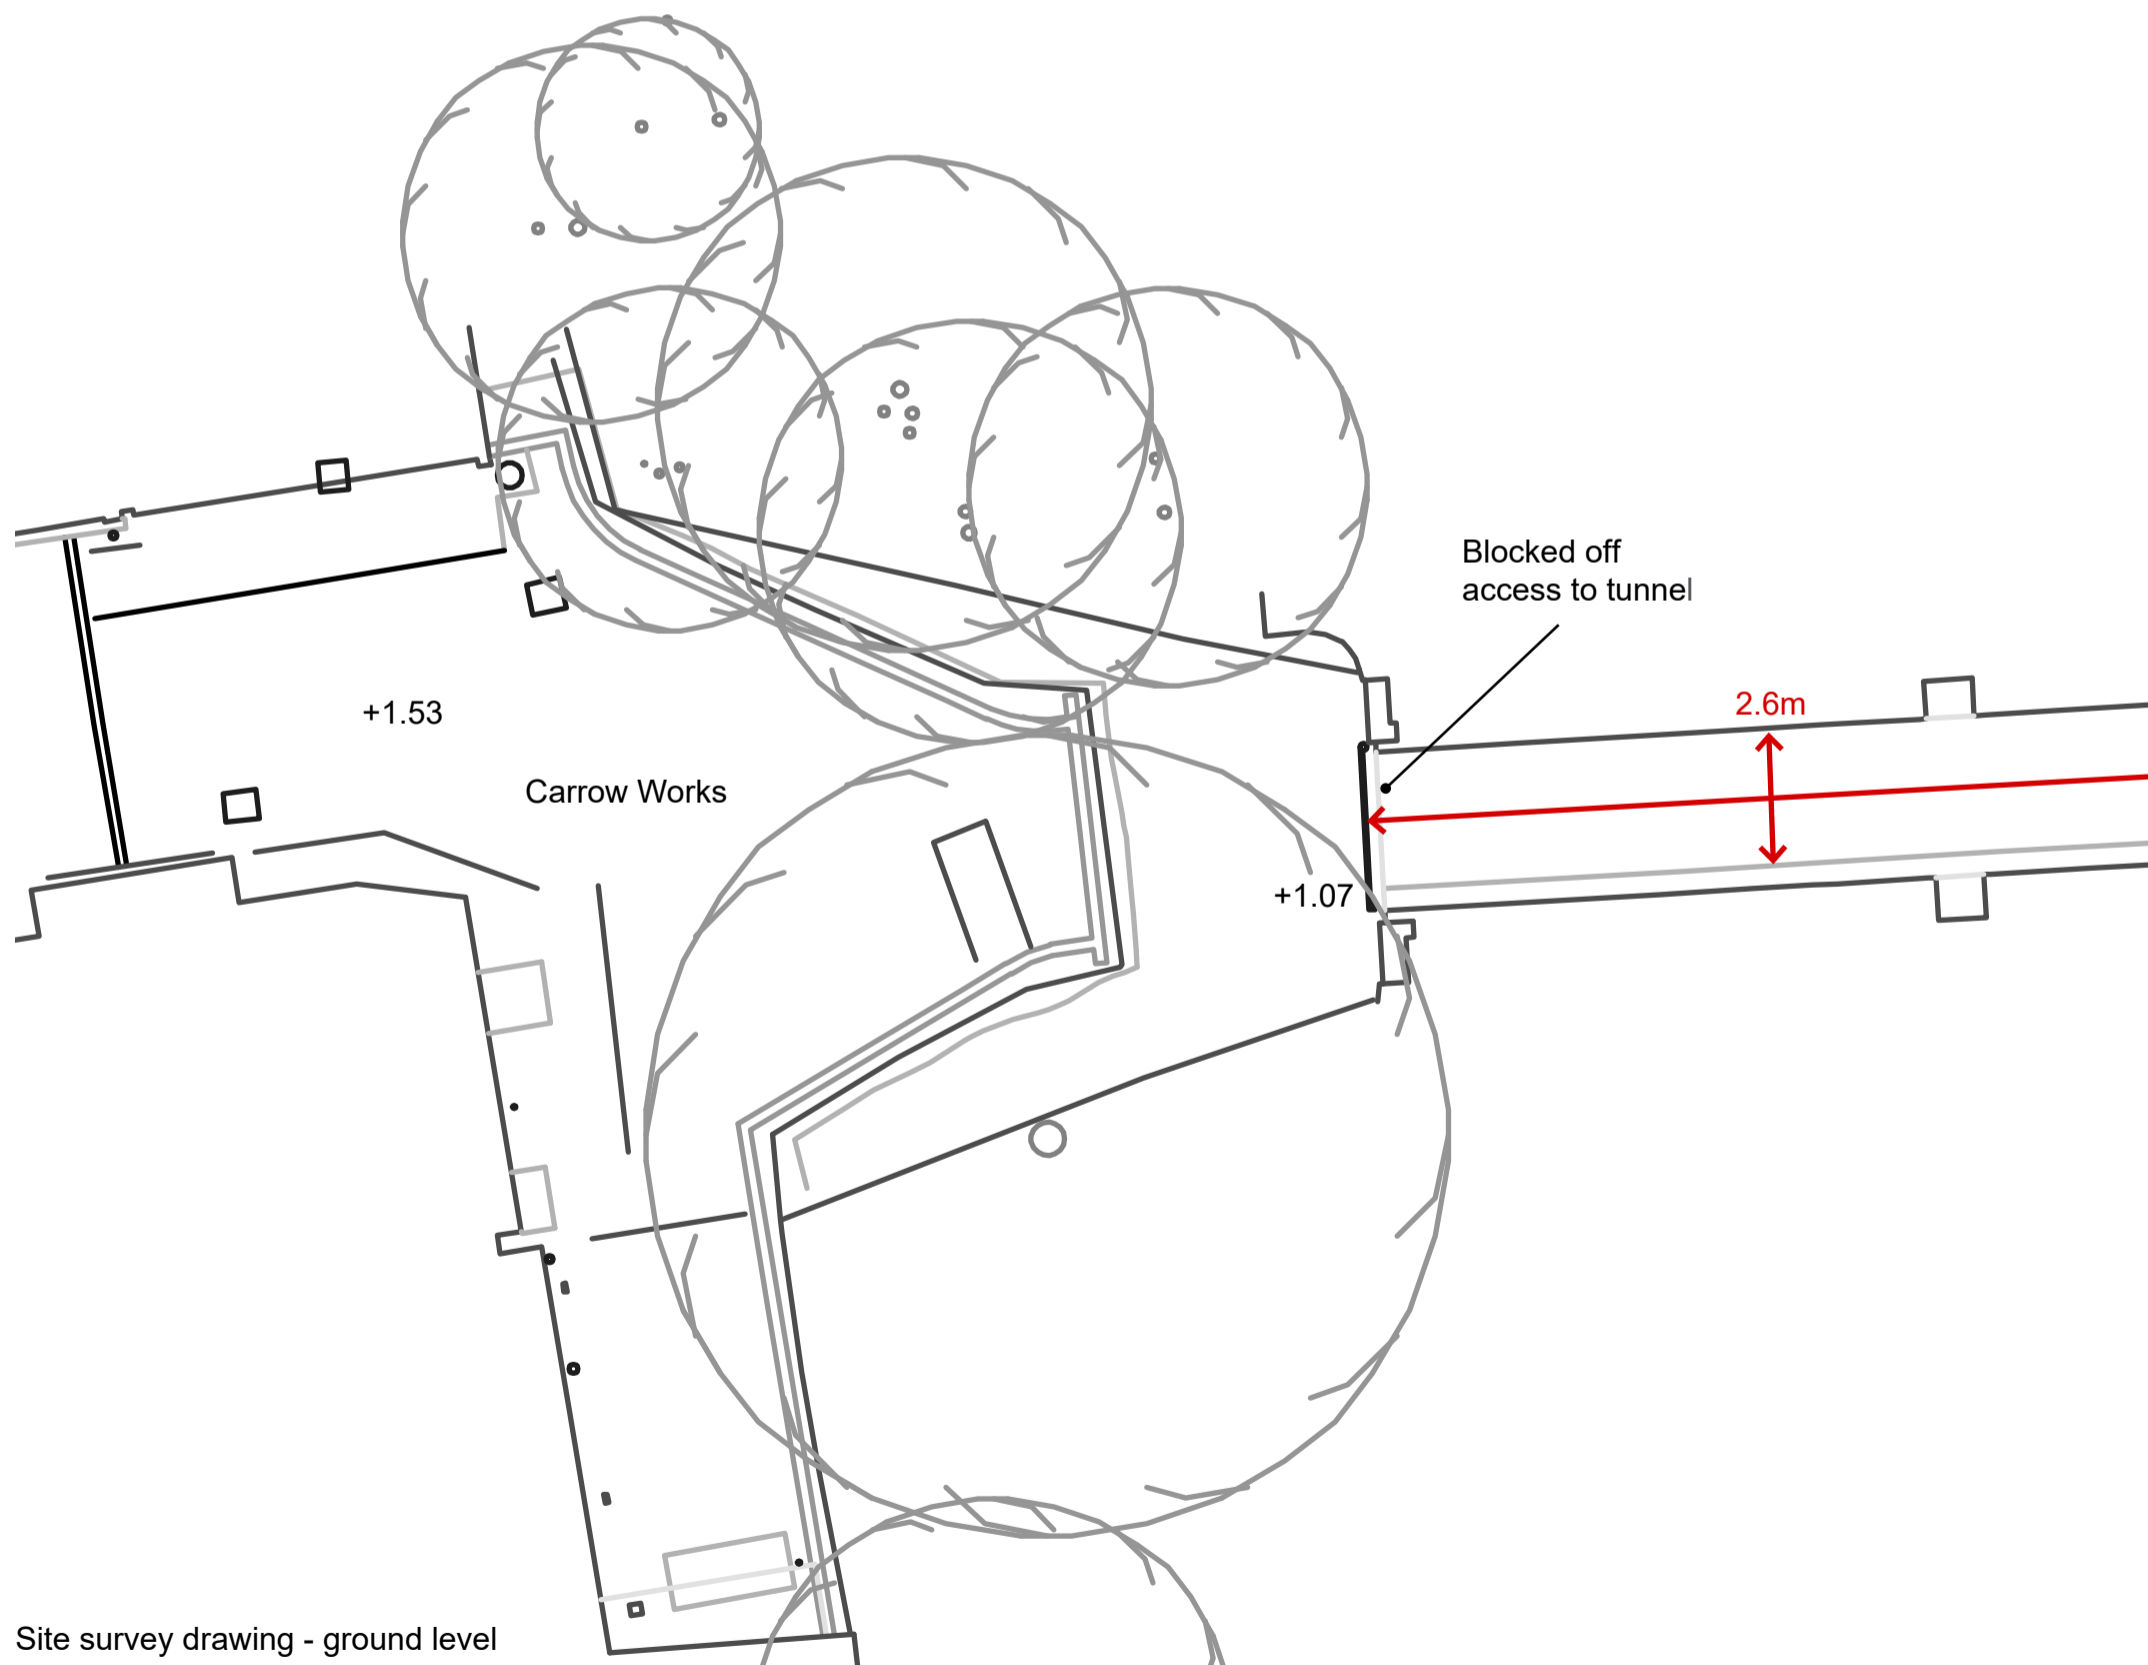 Blocked off
access to tunnel
2.6m
+1.53
Carrow Works
+1.07
Site survey drawing - ground level